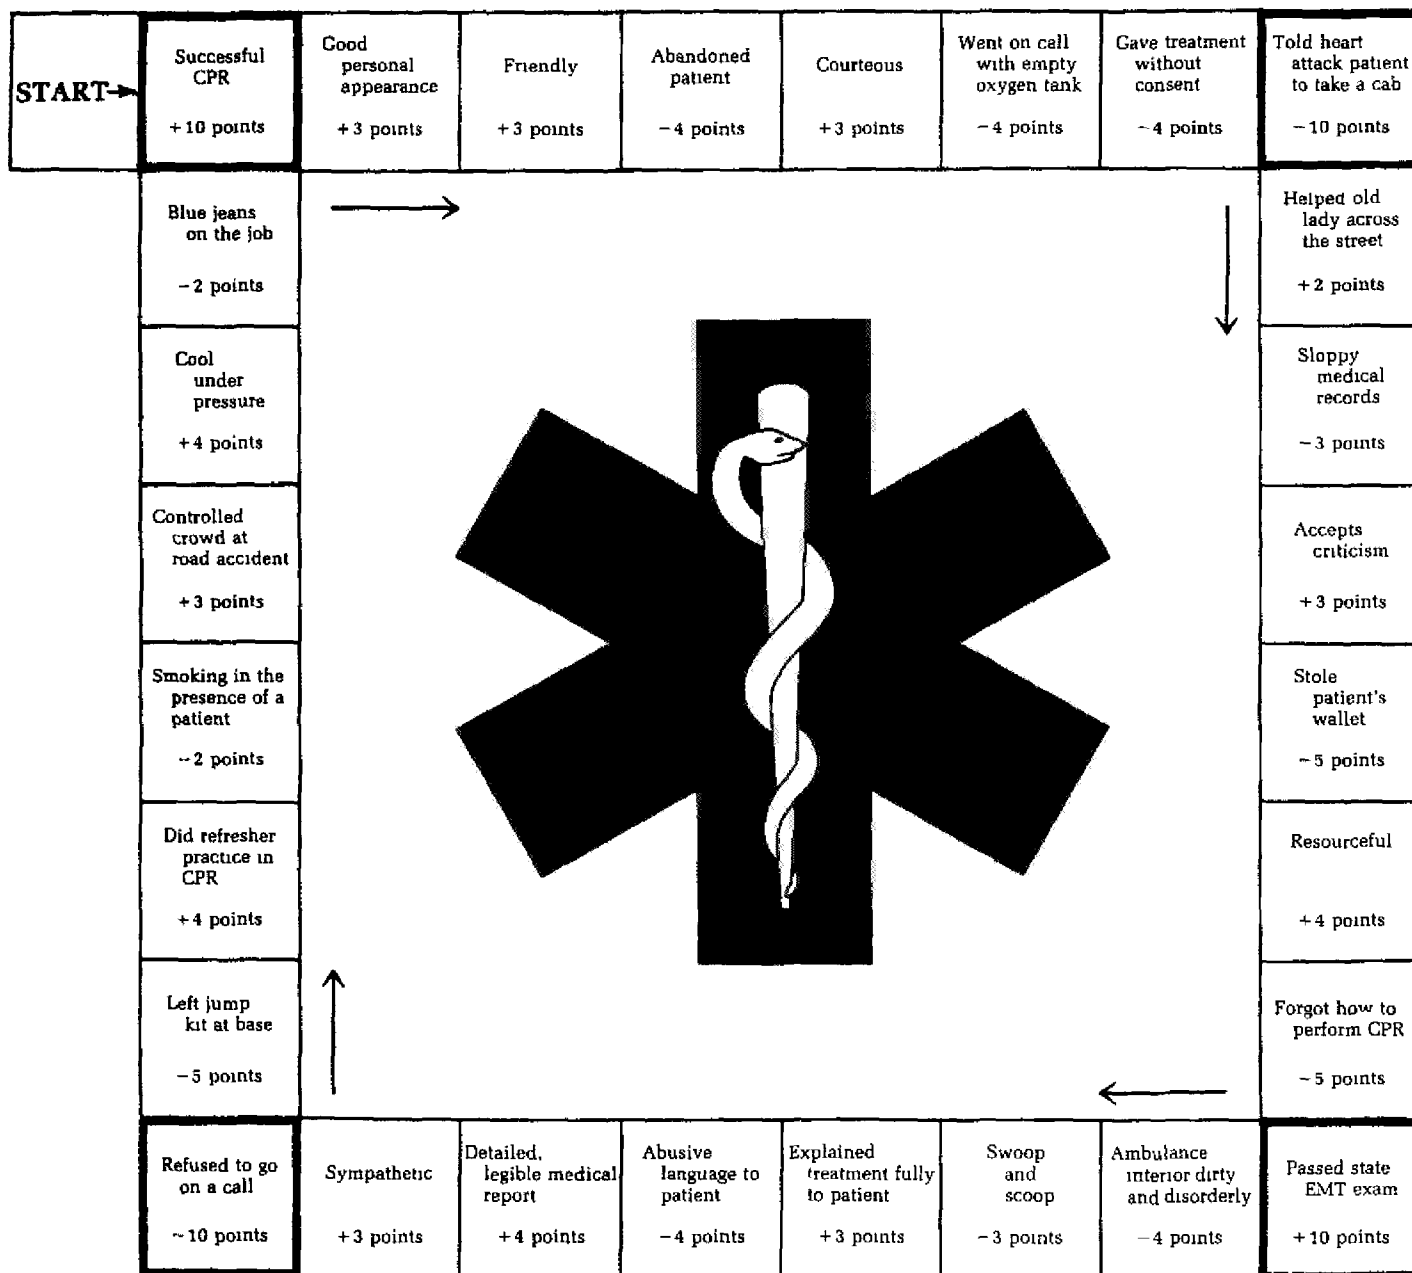 START
Successful
CPR
+10 points
Good
personal
appearance
+3 points
Friendly
+3 points
Abandoned
patient
-4 points
Courteous
+3 points
Went on call
with empty
oxygen tank
-4 points
Gave treatment
without
consent
-4 points
Told heart
attack patient
to take a cab
-10 points
Helped old
lady across
the street
+2 points
Sloppy
medical
records
-3 points
Accepts
criticism
+3 points
Stole
patient's
wallet
-5 points
Resourceful
+4 points
Forgot how to
perform CPR
-5 points
Passed state
EMT exam
+10 points
Ambulance
interior dirty
and disorderly
-4 points
Swoop
and
scoop
-3 points
Explained
treatment fully
to patient
+3 points
Abusive
language to
patient
-4 points
Detailed,
legible medical
report
+4 points
Sympathetic
+3 points
Refused to go
on a call
-10 points
Left jump
kit at base
-5 points
Did refresher
practice in
CPR
+4 points
Smoking in the
presence of a
patient
-2 points
Controlled
crowd at
road accident
+3 points
Cool
under
pressure
+4 points
Blue jeans
on the job
-2 points